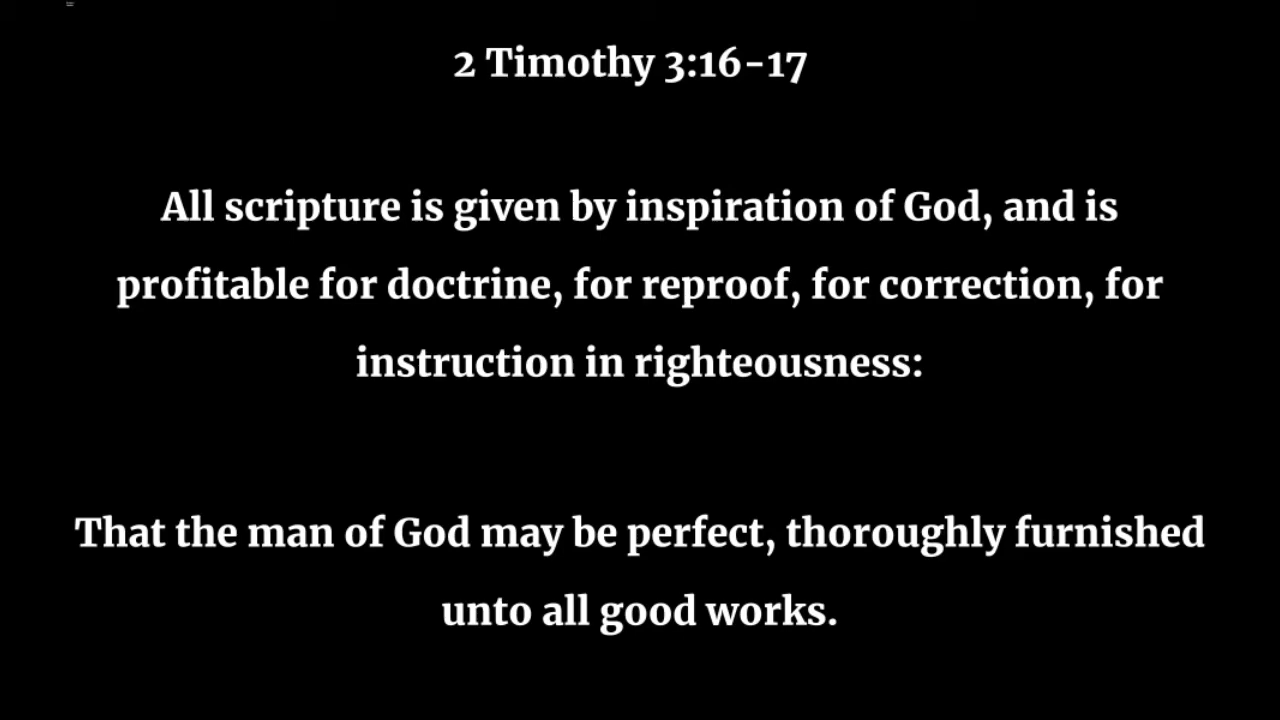 2 Timothy 3:16-17
All scripture is given by inspiration of God, and is
profitable for doctrine, for reproof, for correction, for
instruction in righteousness:
That the man of God may be perfect, thoroughly furnished
unto all good works.